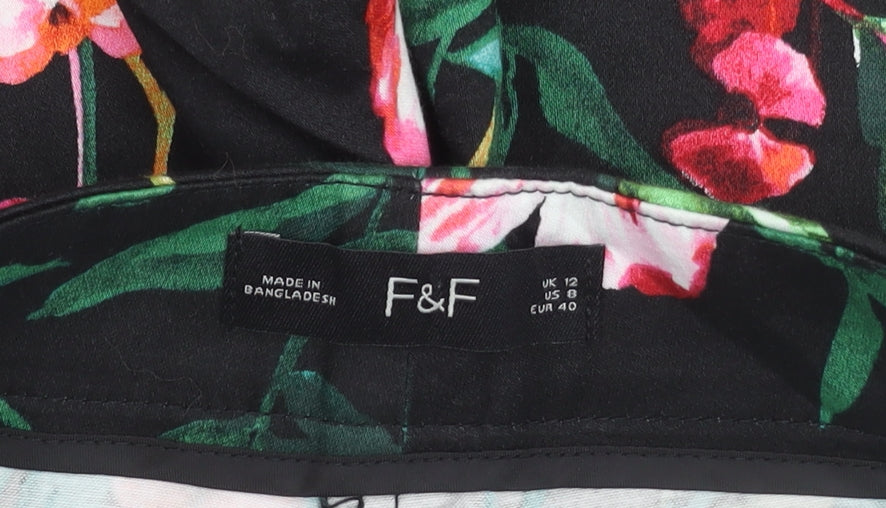 MADE IN
BANGLADESH
F&F
UK 12
US 8
EUR 40